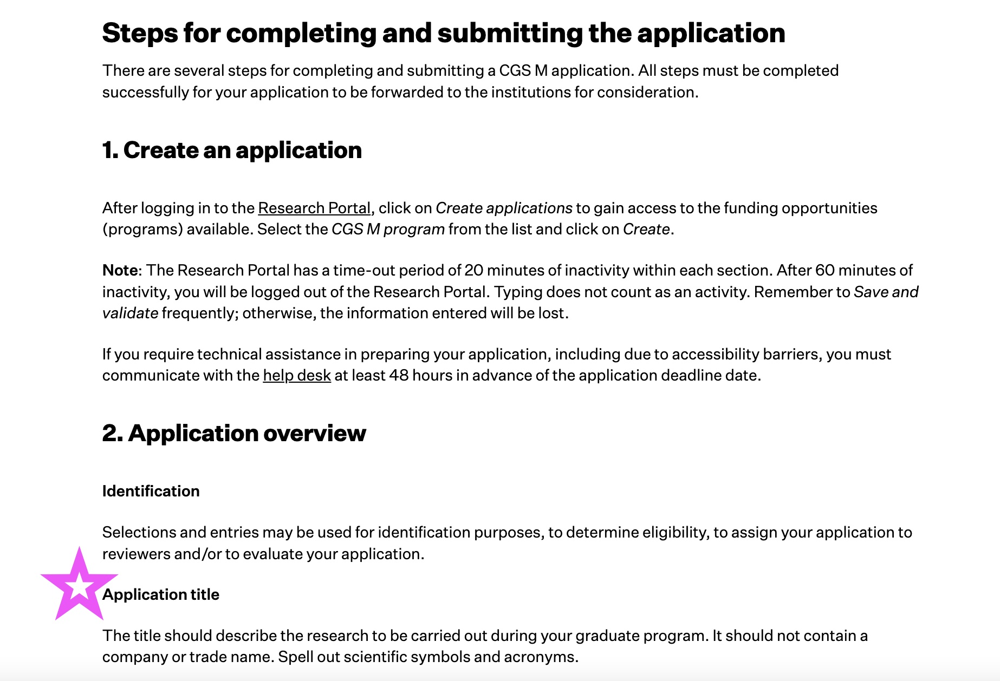 Steps for completing and submitting the application
There are several steps for completing and submitting a CGS M application. All steps must be completed
successfully for your application to be forwarded to the institutions for consideration.
1. Create an application
After logging in to the Research Portal, click on Create applications to gain access to the funding opportunities
(programs) available. Select the CGS M program from the list and click on Create.
Note: The Research Portal has a time-out period of 20 minutes of inactivity within each section. After 60 minutes of
inactivity, you will be logged out of the Research Portal. Typing does not count as an activity. Remember to Save and
validate frequently; otherwise, the information entered will be lost.
If you require technical assistance in preparing your application, including due to accessibility barriers, you must
communicate with the help desk at least 48 hours in advance of the application deadline date.
2. Application overview
Identification
Selections and entries may be used for identification purposes, to determine eligibility, to assign your application to
reviewers and/or to evaluate your application.
Application title
The title should describe the research to be carried out during your graduate program. It should not contain a
company or trade name. Spell out scientific symbols and acronyms.